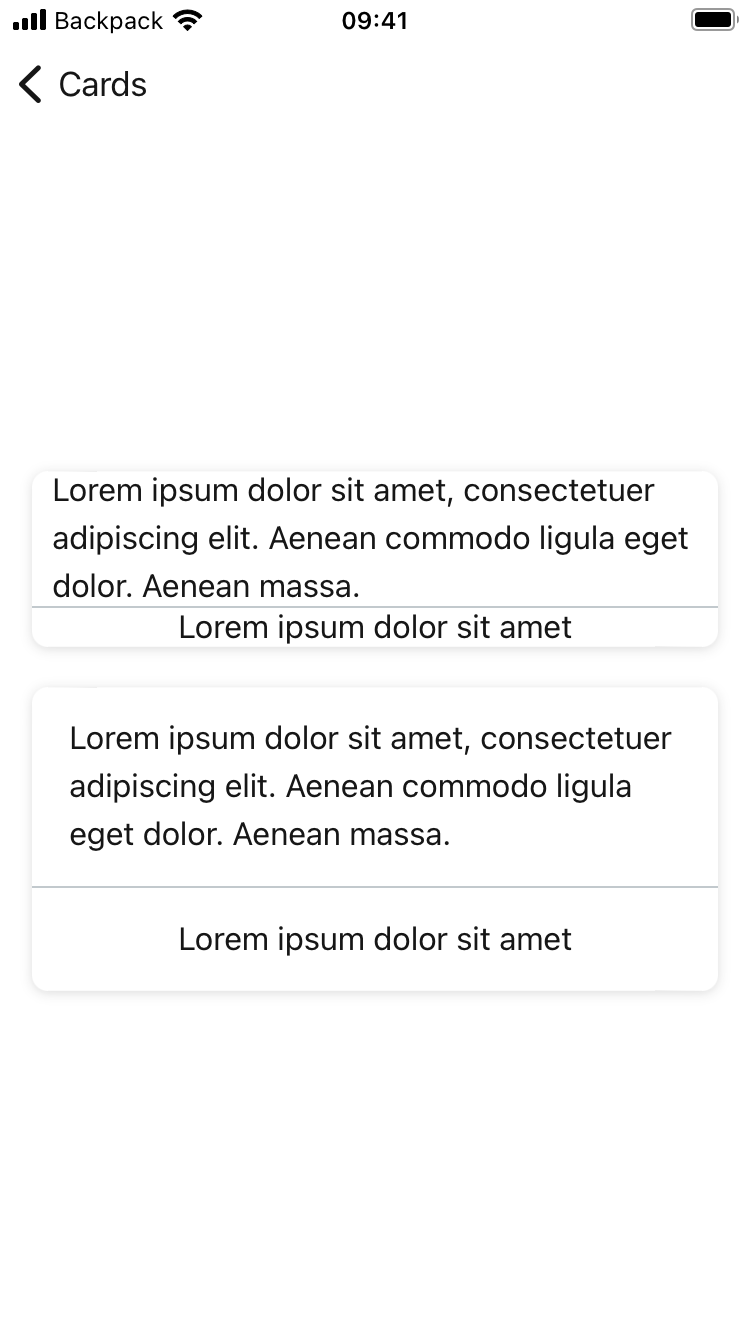 Backpack 09:41
Cards
Lorem ipsum dolor sit amet, consectetuer
adipiscing elit. Aenean commodo ligula eget
dolor. Aenean massa.
Lorem ipsum dolor sit amet
Lorem ipsum dolor sit amet, consectetuer
adipiscing elit. Aenean commodo ligula
eget dolor. Aenean massa.
Lorem ipsum dolor sit amet